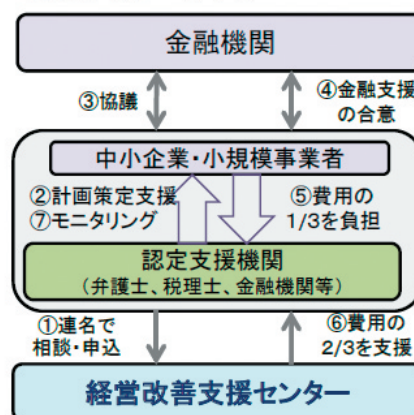 金融機関
③協議
④金融支援
の合意
中小企業・小規模事業者
②計画策定支援
⑦モニタリング
⑤費用の
1/3を負担
認定支援機関
(弁護士、税理士、金融機関等)
①連名で
相談・申込
⑥費用の
2/3を支援
経営改善支援センター